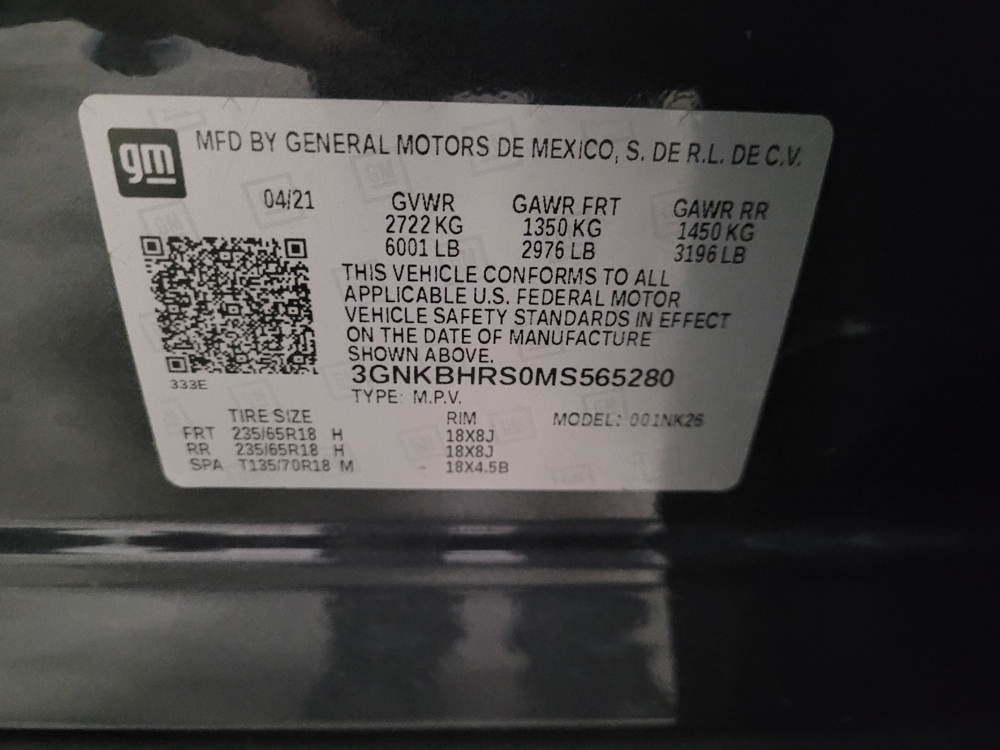 gm MFD BY GENERAL MOTORS DE MEXICO, S. DE R.L. DE C.V.
04/21 GVWR GAWR FRT GAWR RR
2722 KG 1350 KG 1450 KG
6001 LB 2976 LB 3196 LB
THIS VEHICLE CONFORMS TO ALL
APPLICABLE U.S. FEDERAL MOTOR
VEHICLE SAFETY STANDARDS IN EFFECT
ON THE DATE OF MANUFACTURE
SHOWN ABOVE.
333E 3GNKBHRS0MS565280
TYPE: M.P.V.
TIRE SIZE RIM MODEL: 001NK26
FRT 235/65R18 H 18X8J
RR 235/65R18 H 18X8J
SPA T135/70R18 M - 18X4.5B